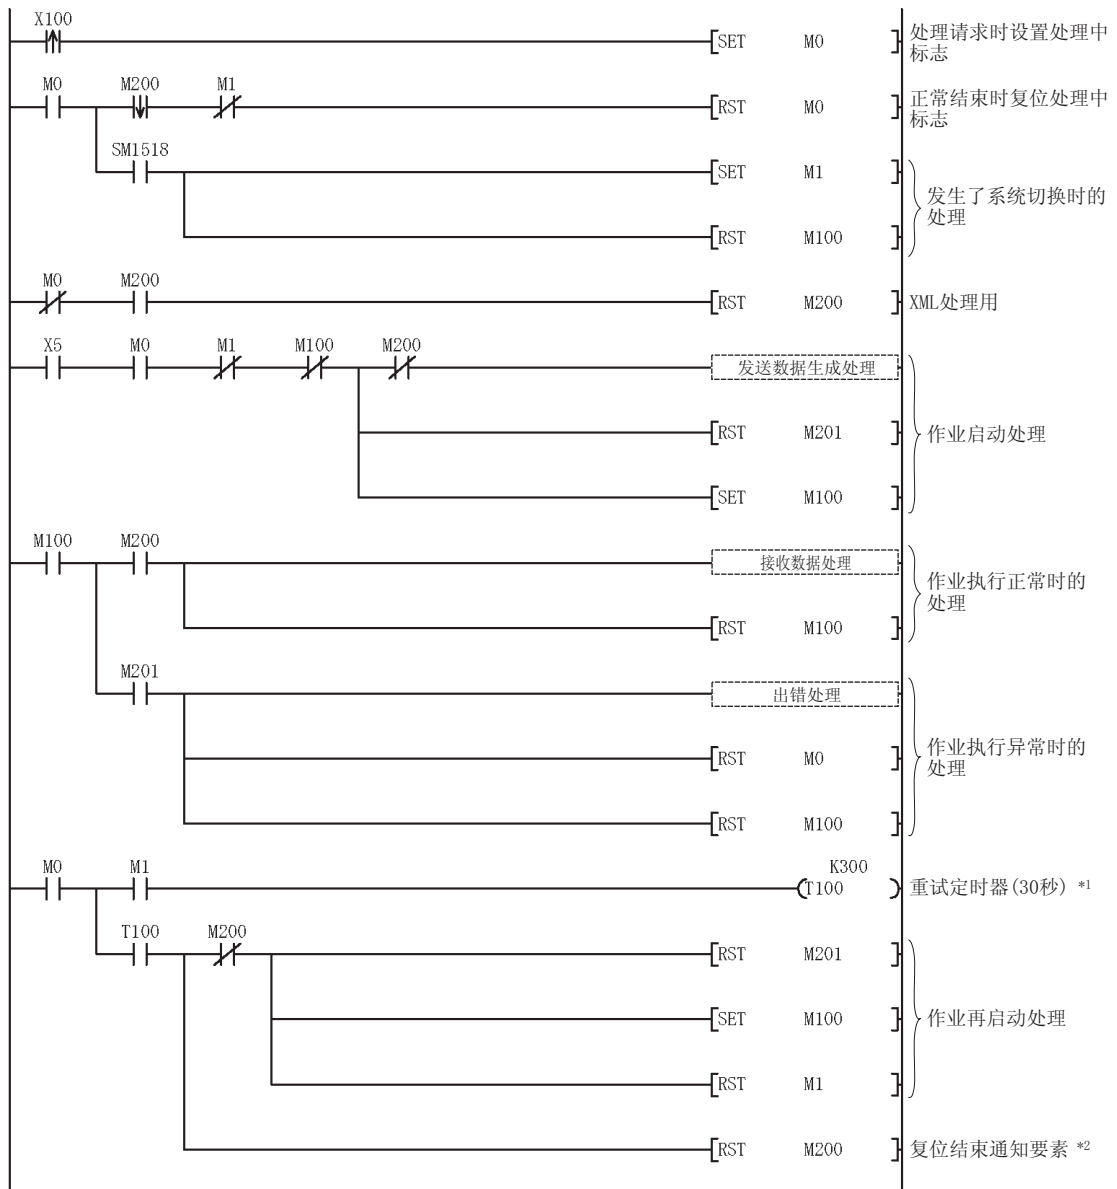 X100
SET M0
处理请求时设置处理中
标志
M0 M200 M1
RST M0
正常结束时复位处理中
标志
SM1518
SET M1
RST M100
发生了系统切换时的
处理
M0 M200
RST M200
XML处理用
X5 M0 M1 M100 M200
发送数据生成处理
RST M201
SET M100
作业启动处理
M100 M200
接收数据处理
RST M100
作业执行正常时的
处理
M201
出错处理
RST M0
RST M100
作业执行异常时的
处理
M0 M1
K300
T100
重试定时器(30秒) *1
T100 M200
RST M201
SET M100
RST M1
作业再启动处理
RST M200
复位结束通知要素 *2